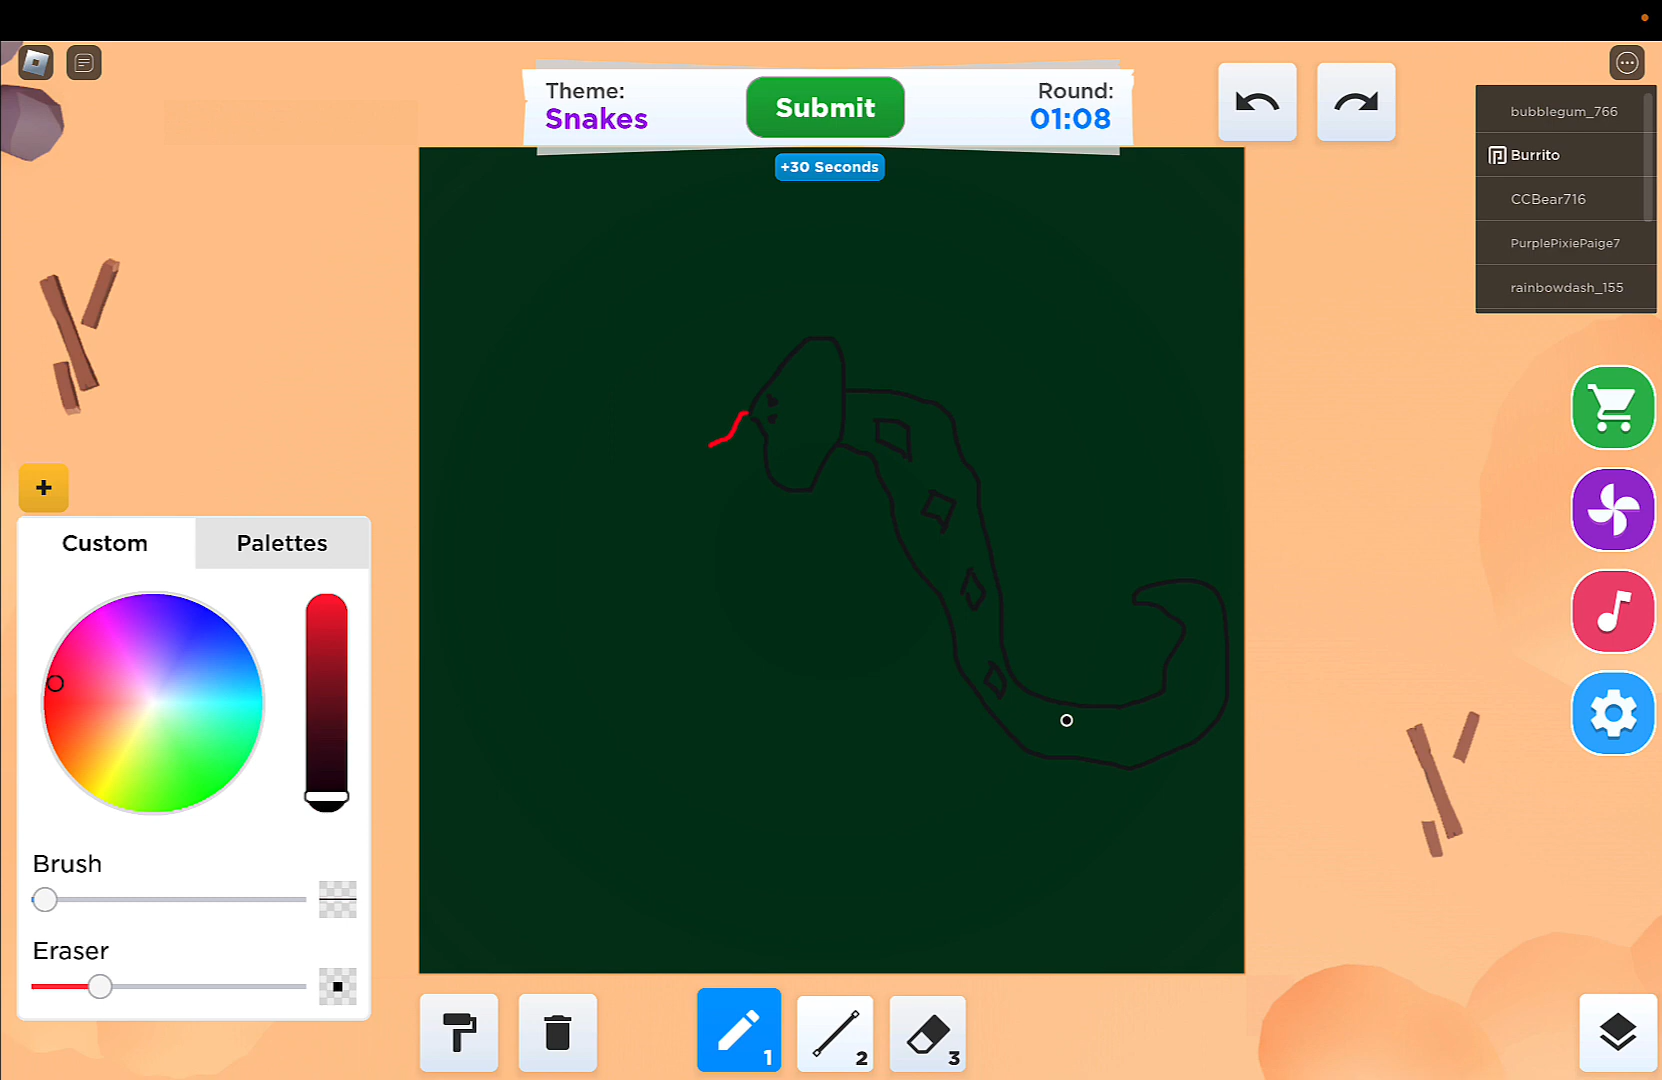 Theme:
Snakes
Submit
Round:
01:08
+30 Seconds
bubblegum_766
Burrito
CCBear716
PurplePixiePaige7
rainbowdash_155
+
Custom
Palettes
Brush
Eraser
1
2
3